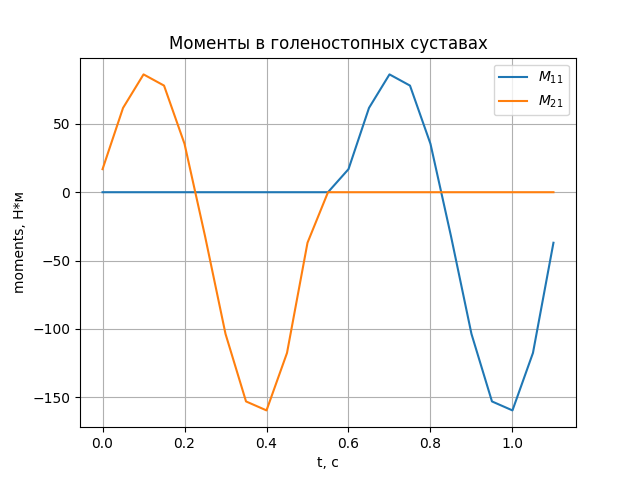 Моменты в голеностопных суставах
M₁₁
M₂₁
moments, Н*м
50
0
−50
−100
−150
0.0 0.2 0.4 0.6 0.8 1.0
t, c